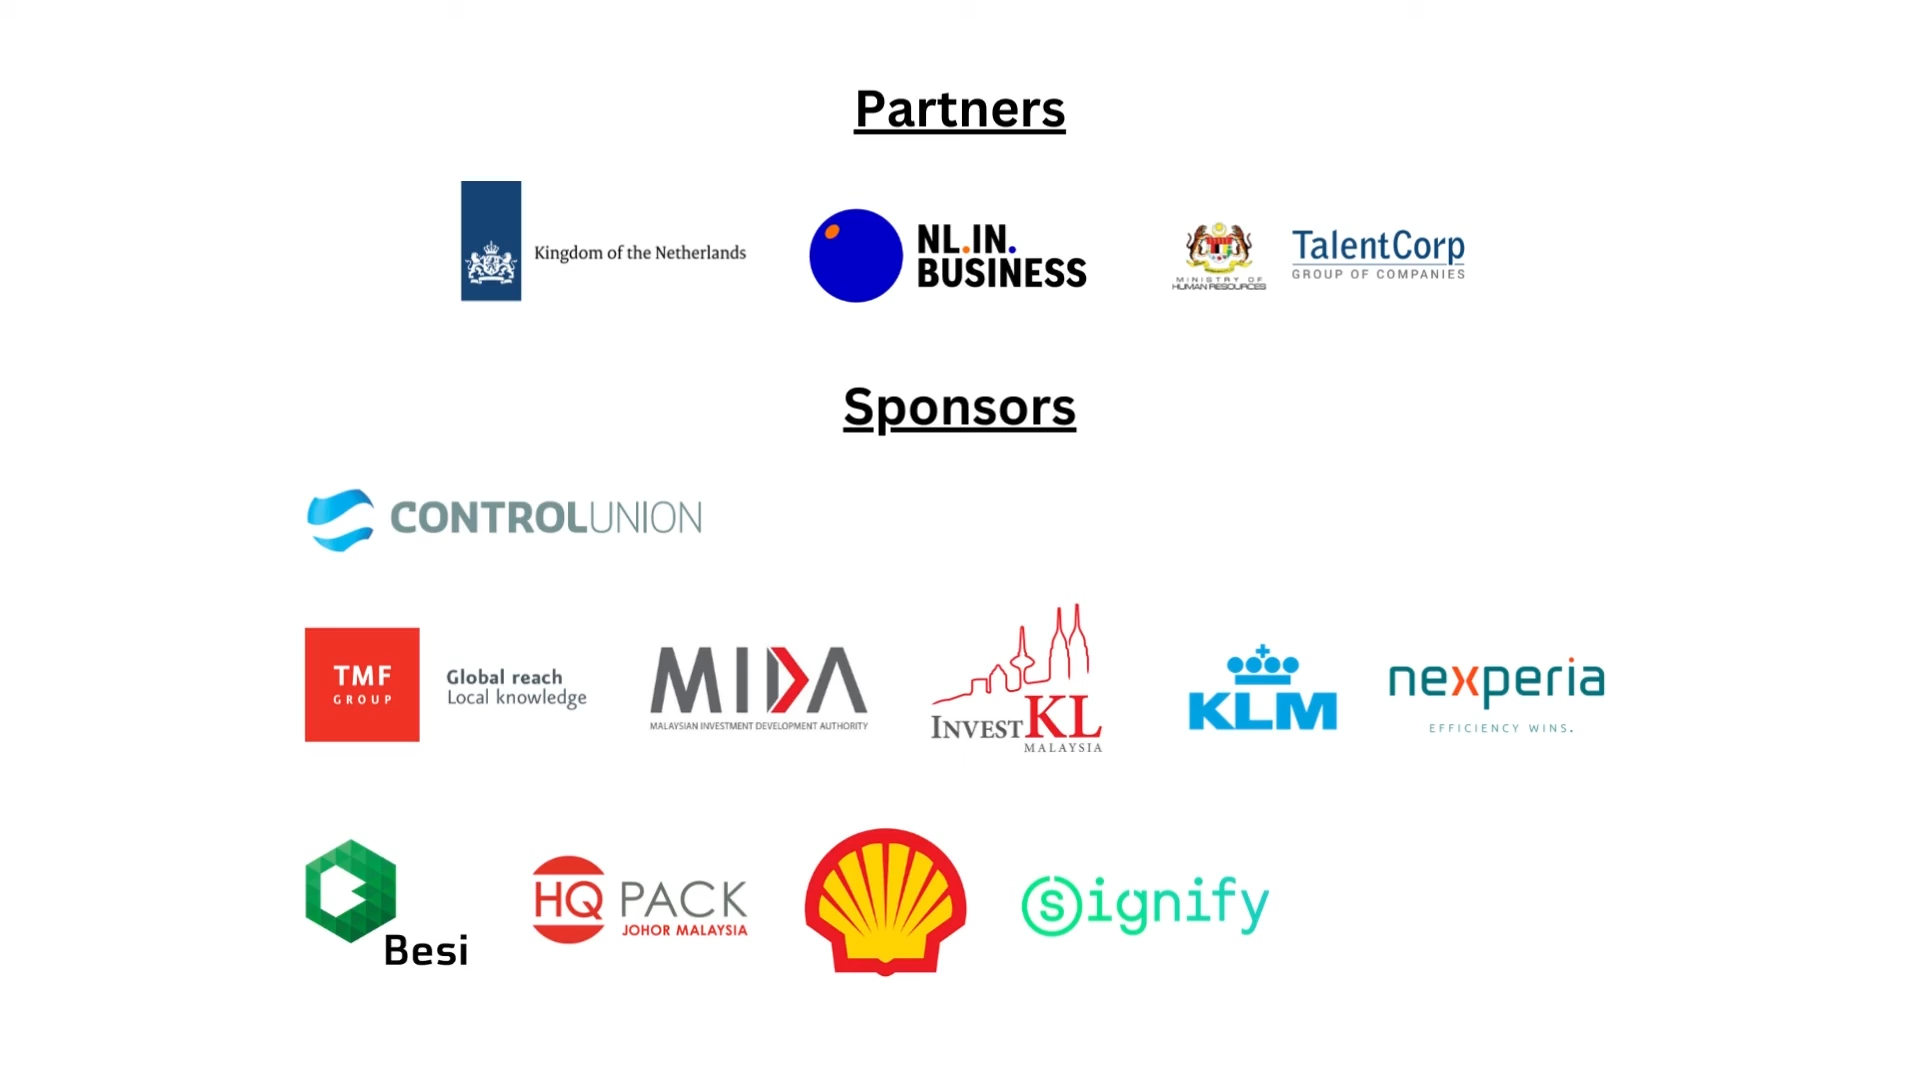 Partners
Kingdom of the Netherlands
NL.IN.
BUSINESS
MINISTRY OF
HUMAN RESOURCES
TalentCorp
GROUP OF COMPANIES
Sponsors
CONTROLUNION
TMF
GROUP
Global reach
Local knowledge
MIDA
MALAYSIAN INVESTMENT DEVELOPMENT AUTHORITY
INVESTKL
MALAYSIA
KLM
nexperia
EFFICIENCY WINS.
Besi
HQ PACK
JOHOR MALAYSIA
signify